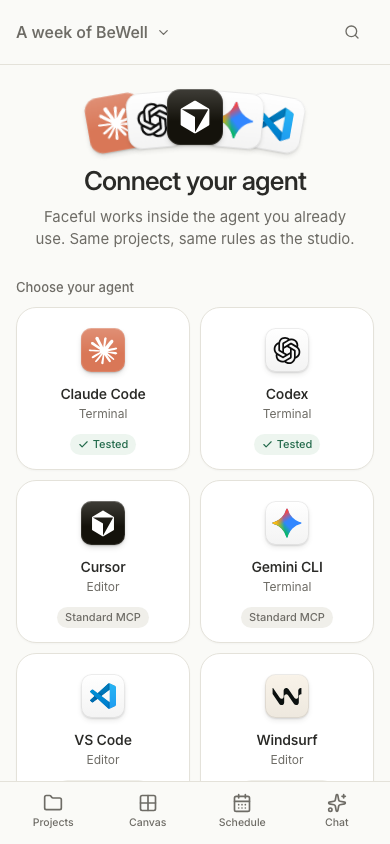 A week of BeWell
Connect your agent
Faceful works inside the agent you already
use. Same projects, same rules as the studio.
Choose your agent
Claude Code
Terminal
Tested
Codex
Terminal
Tested
Cursor
Editor
Standard MCP
Gemini CLI
Terminal
Standard MCP
VS Code
Editor
Windsurf
Editor
Projects
Canvas
Schedule
Chat